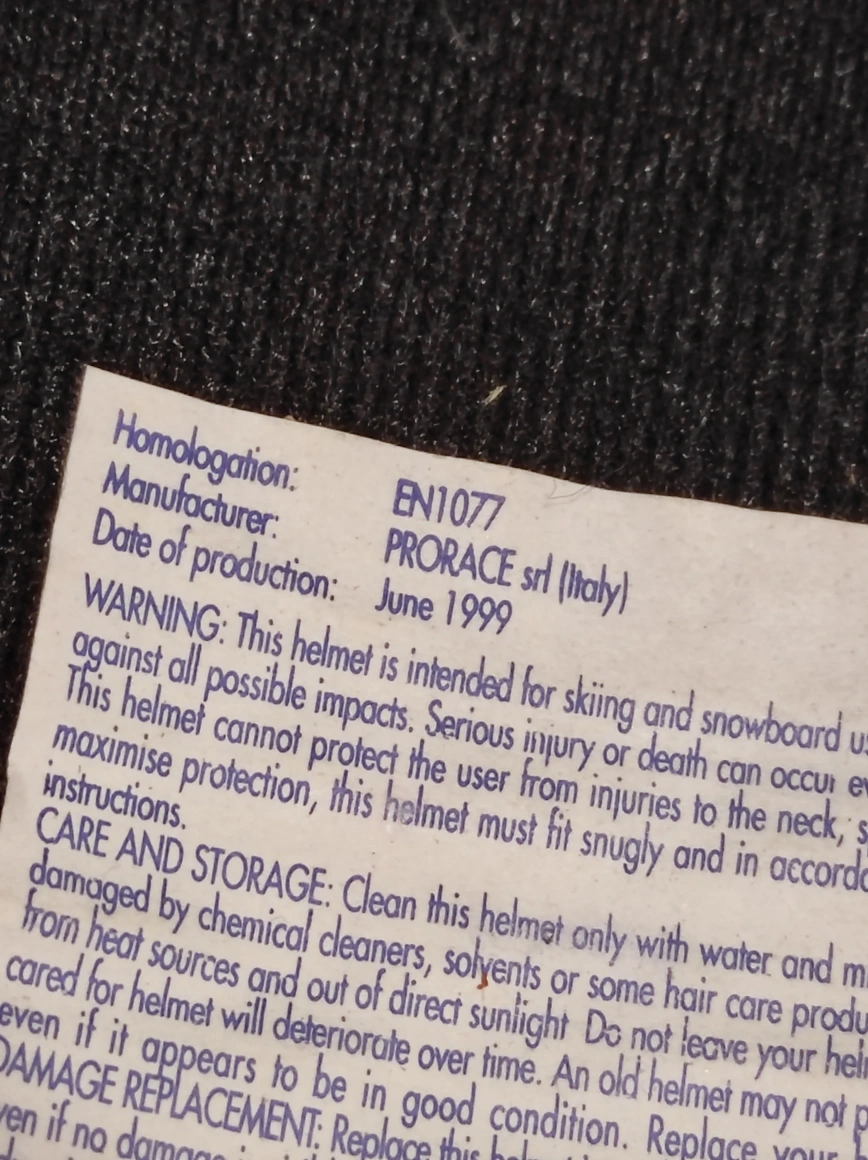 Homologation: EN1077
Manufacturer: PRORACE srl (Italy)
Date of production: June 1999
WARNING: This helmet is intended for skiing and snowboard
against all possible impacts. Serious injury or death can occur
This helmet cannot protect the user from injuries to the neck,
maximise protection, this helmet must fit snugly and in
instructions.
CARE AND STORAGE: Clean this helmet only with water and
damaged by chemical cleaners, solvents or some hair care
from heat sources and out of direct sunlight Do not leave your
cared for helmet will deteriorate over time. An old helmet may not
even if it appears to be in good condition. Replace your
DAMAGE REPLACEMENT: Replace this
even if no damage